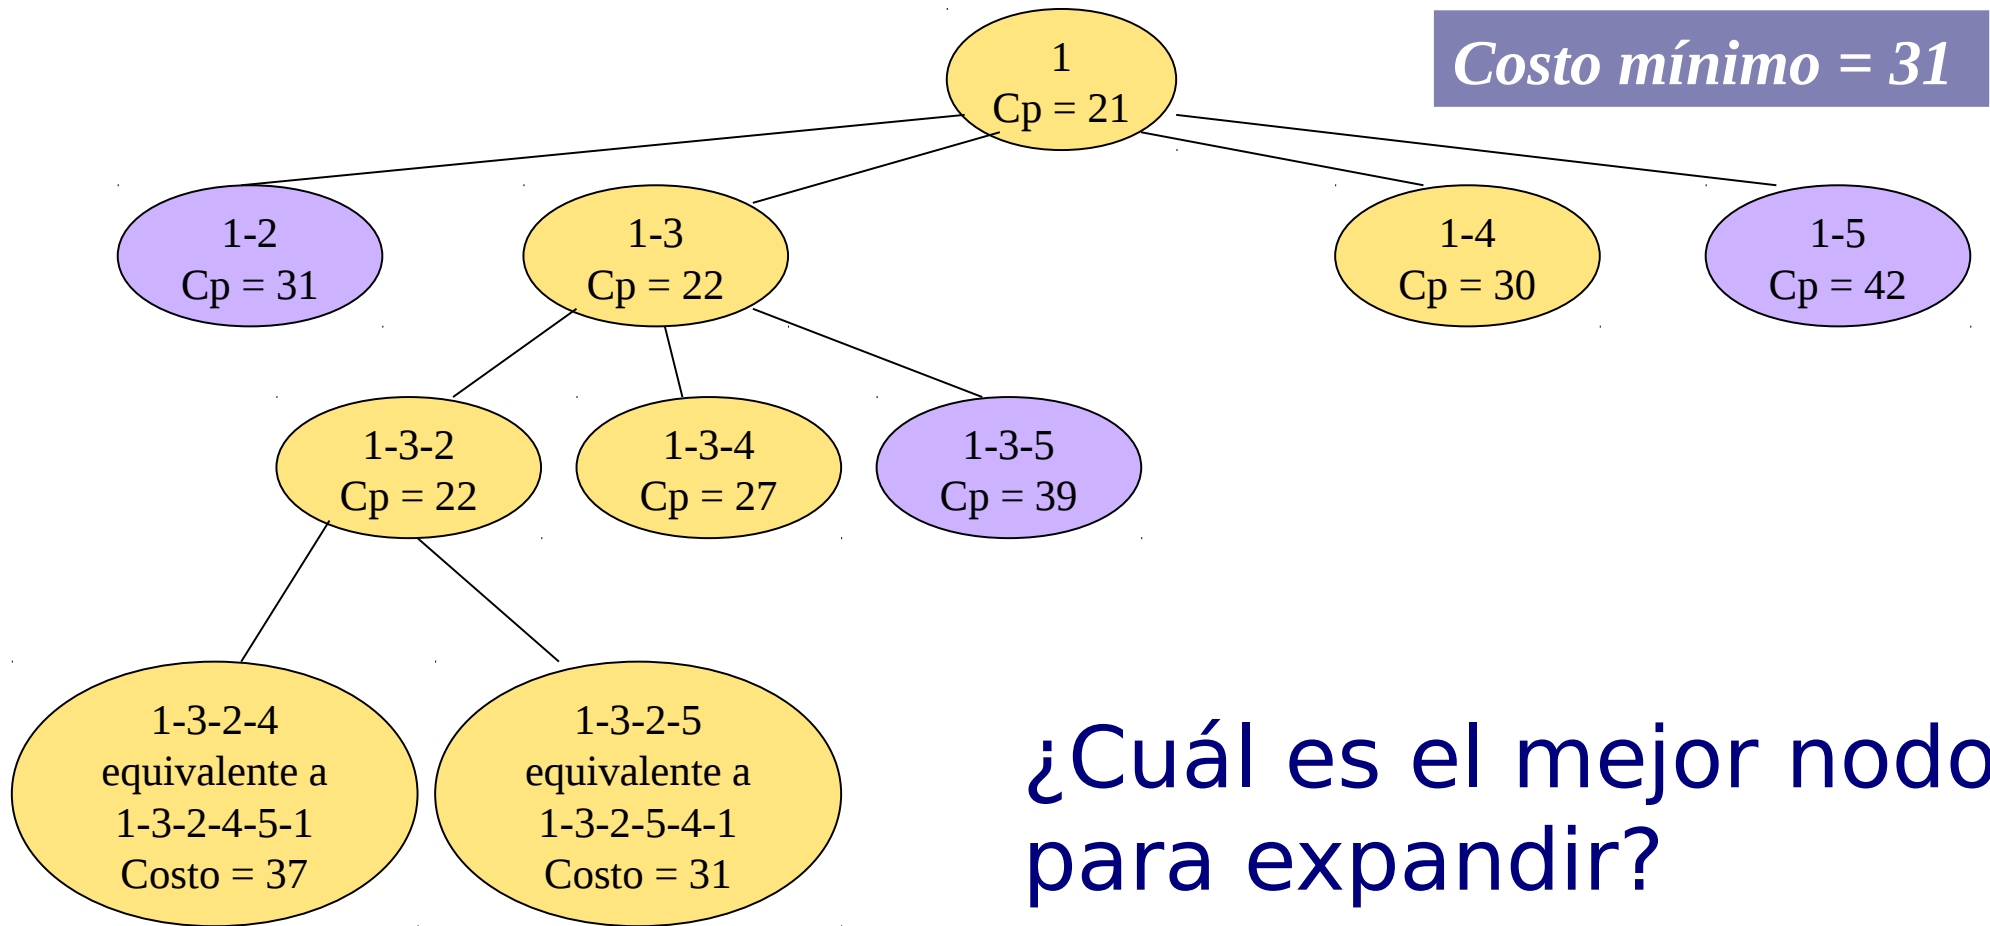 1
Cp = 21
Costo mínimo = 31
1-2
Cp = 31
1-3
Cp = 22
1-4
Cp = 30
1-5
Cp = 42
1-3-2
Cp = 22
1-3-4
Cp = 27
1-3-5
Cp = 39
1-3-2-4
equivalente a
1-3-2-4-5-1
Costo = 37
1-3-2-5
equivalente a
1-3-2-5-4-1
Costo = 31
¿Cuál es el mejor nodo
para expandir?